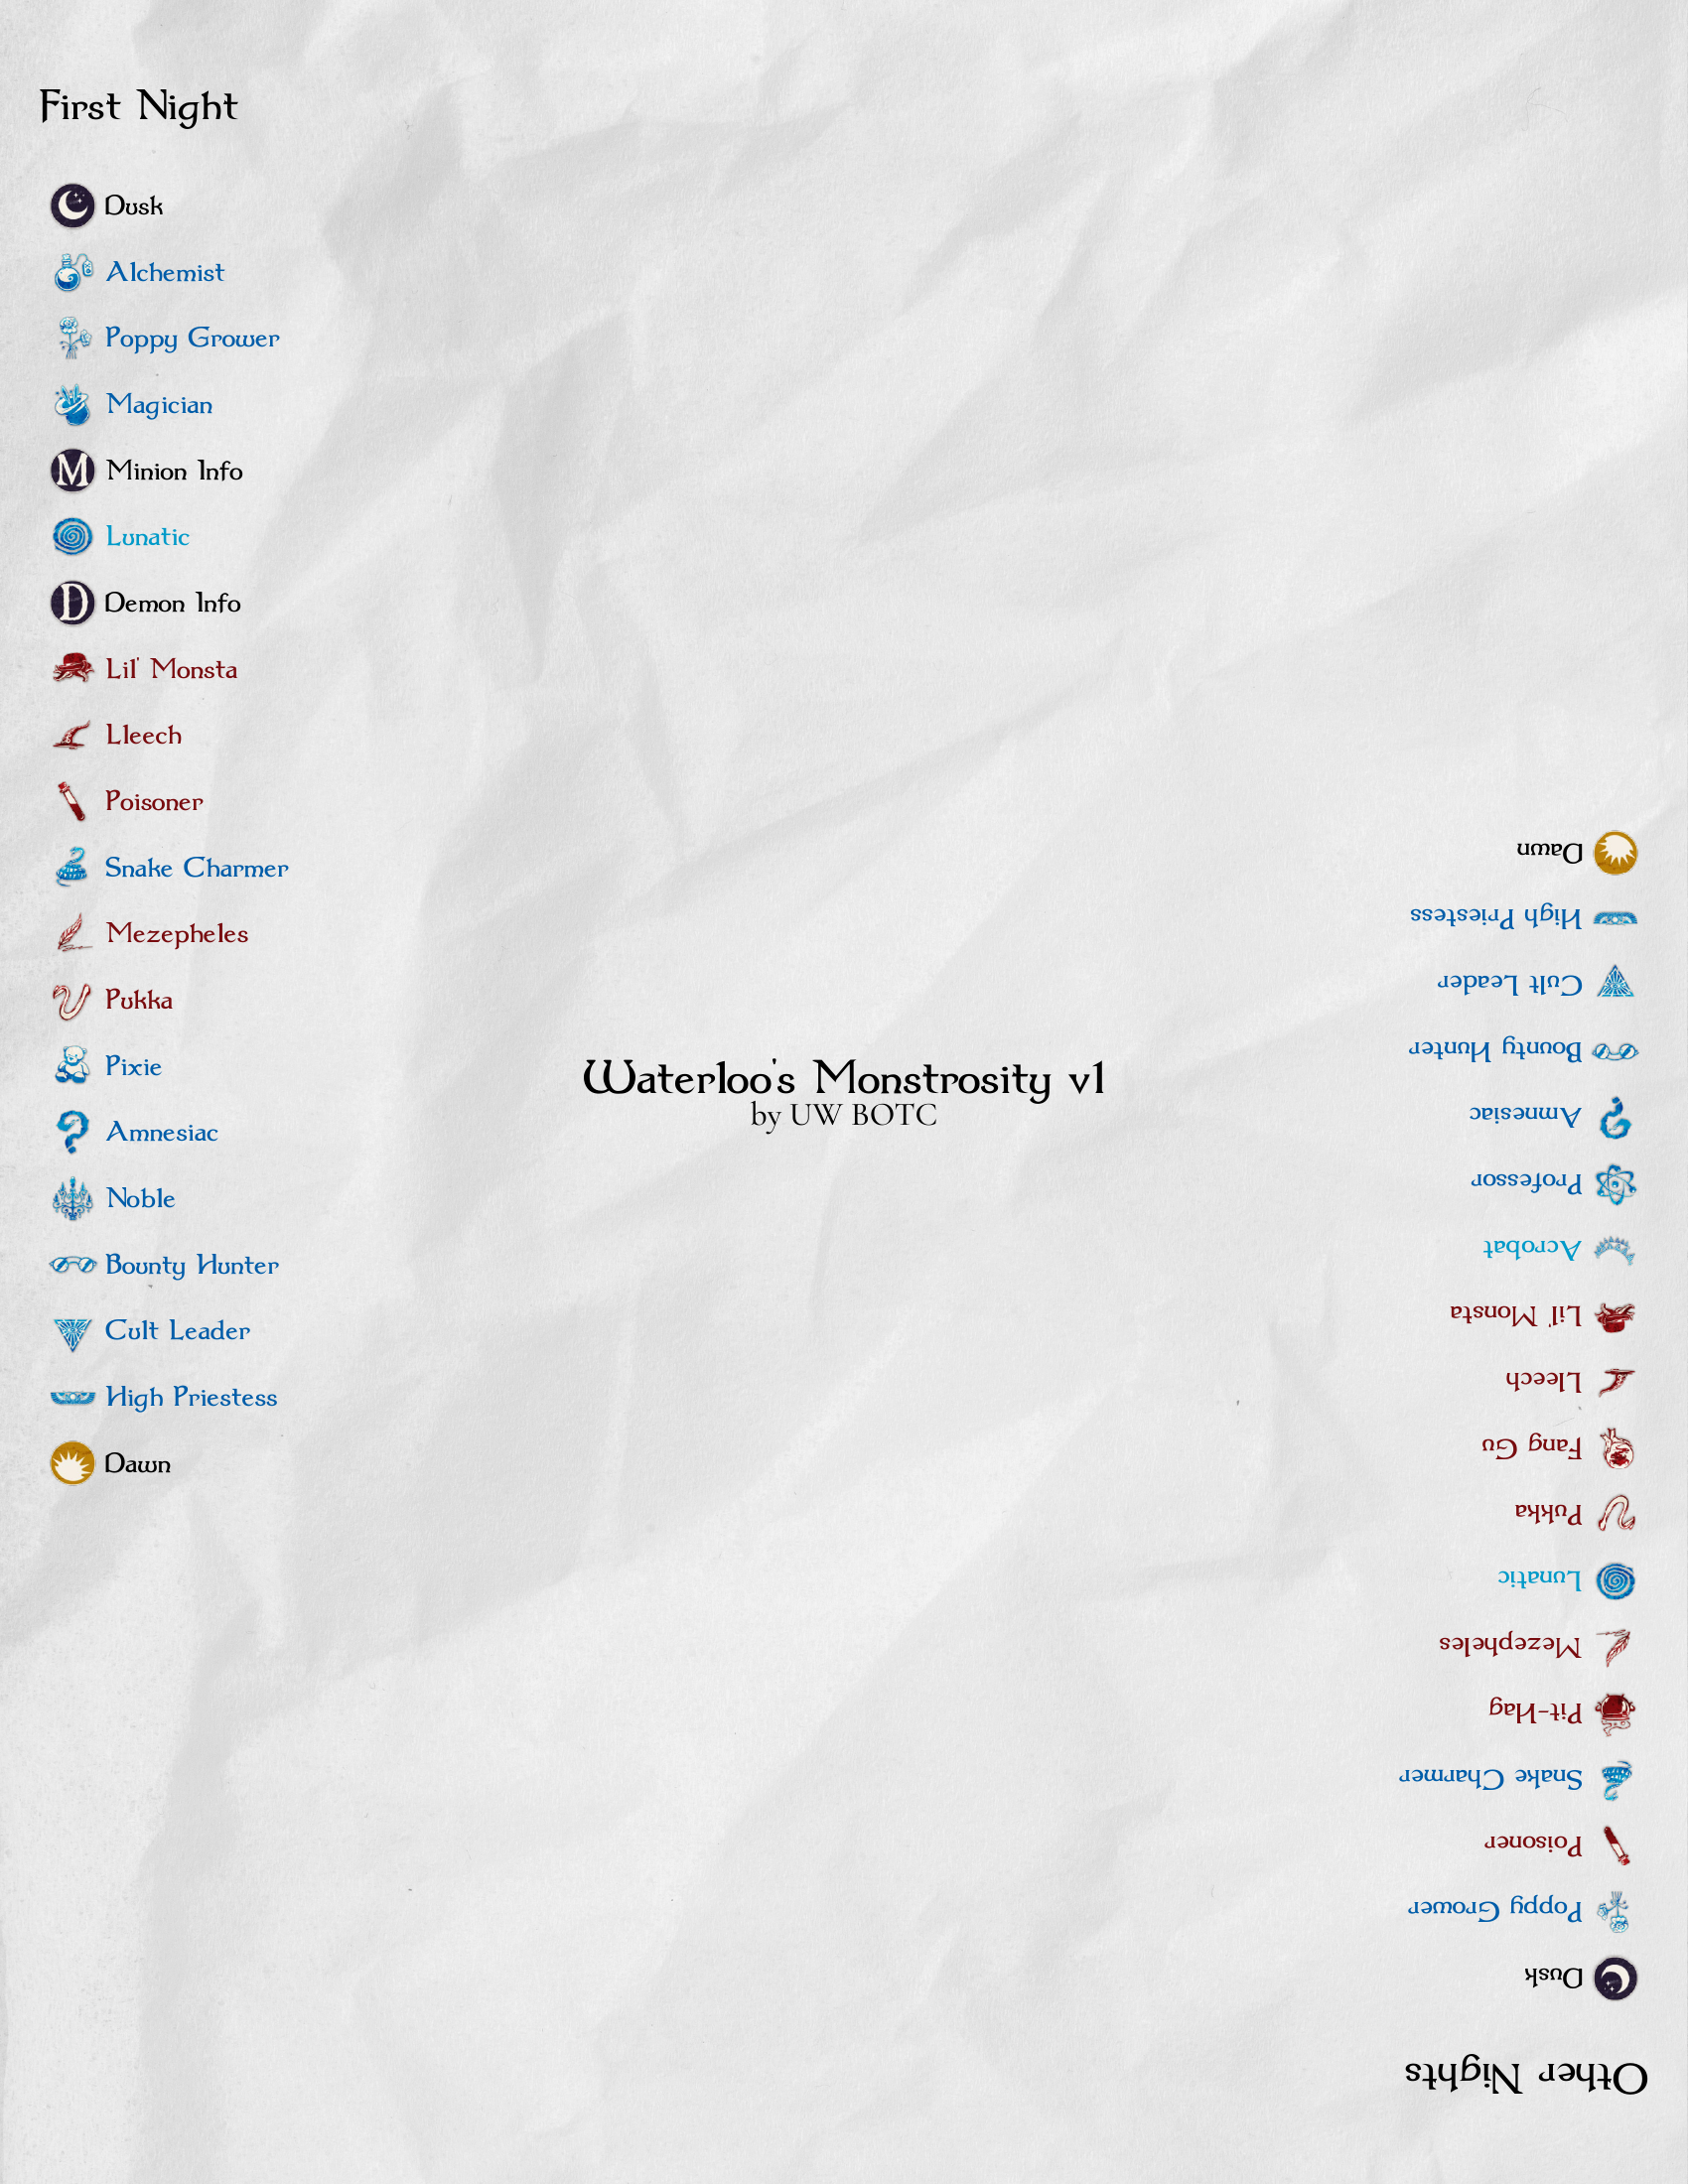 First Night
Dusk
Alchemist
Poppy Grower
Magician
M Minion Info
Lunatic
D Demon Info
Lil' Monsta
Lleech
Poisoner
Snake Charmer
Mezepheles
Pukka
Pixie
Amnesiac
Noble
Bounty Hunter
Cult Leader
High Priestess
Dawn
Waterloo's Monstrosity v1
by UW BOTC
Other Nights
Dusk
Poppy Grower
Poisoner
Snake Charmer
Pit-Hag
Mezepheles
Lunatic
Pukka
Fang Gu
Lleech
Lil' Monsta
Acrobat
Professor
Amnesiac
Bounty Hunter
Cult Leader
High Priestess
Dawn